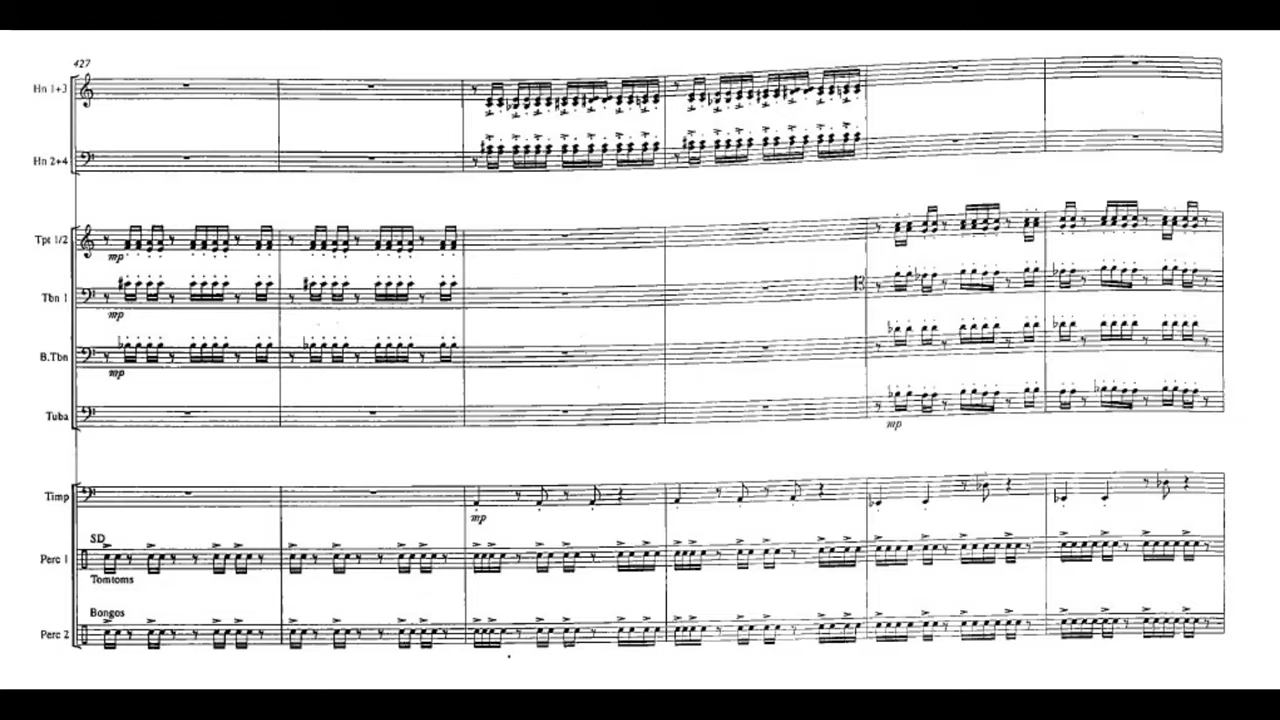 427
Hn 1+3
Hn 2+4
Tpt 1/2
mp
Tbn 1
mp
B.Tbn
mp
Tuba
mp
Timp
mp
SD
Perc 1
Tomtoms
Bongos
Perc 2